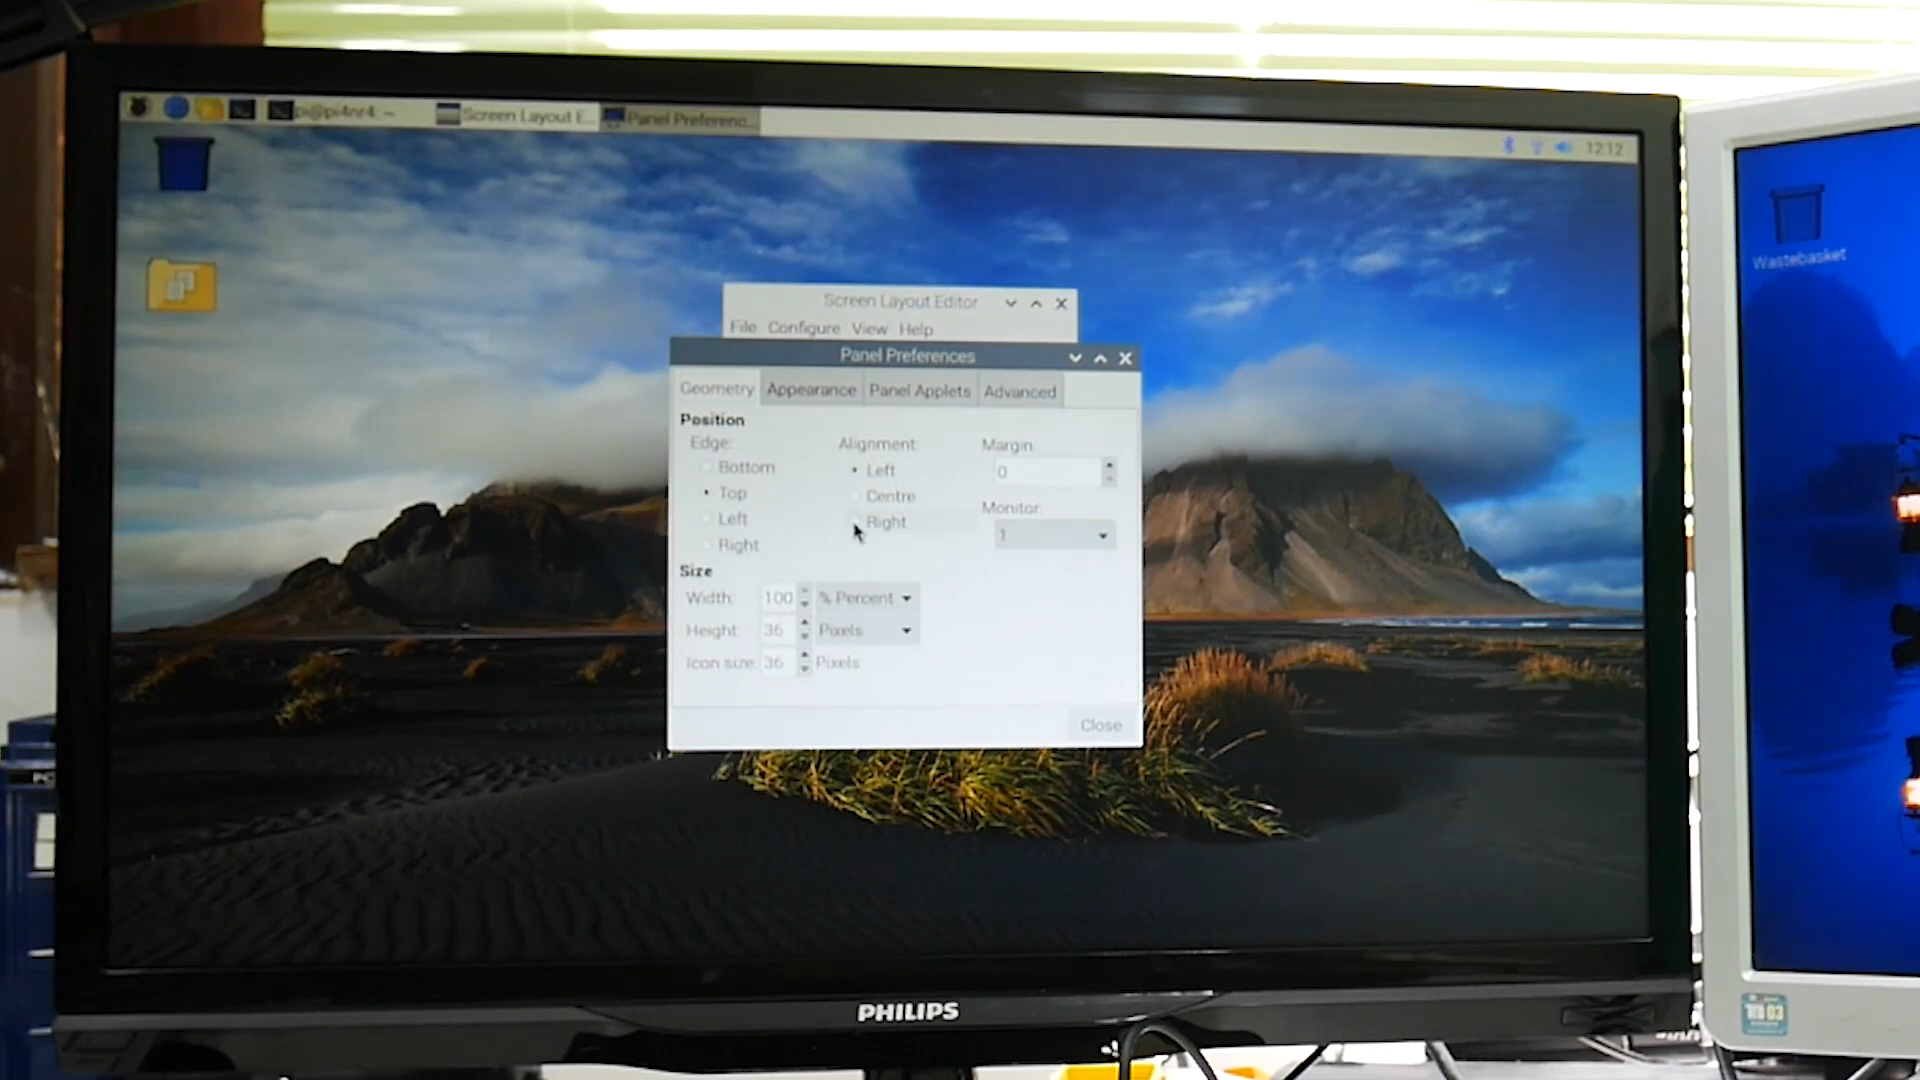 pi@pi4nr4: ~
Screen Layout E...
Panel Preferenc...
12:12
Wastebasket
Screen Layout Editor
File Configure View Help
Panel Preferences
Geometry Appearance Panel Applets Advanced
Position
Edge: Alignment: Margin:
Bottom Left 0
Top Centre Monitor:
Left Right 1
Right
Size
Width: 100 % Percent
Height: 36 Pixels
Icon size: 36 Pixels
Close
PHILIPS
03